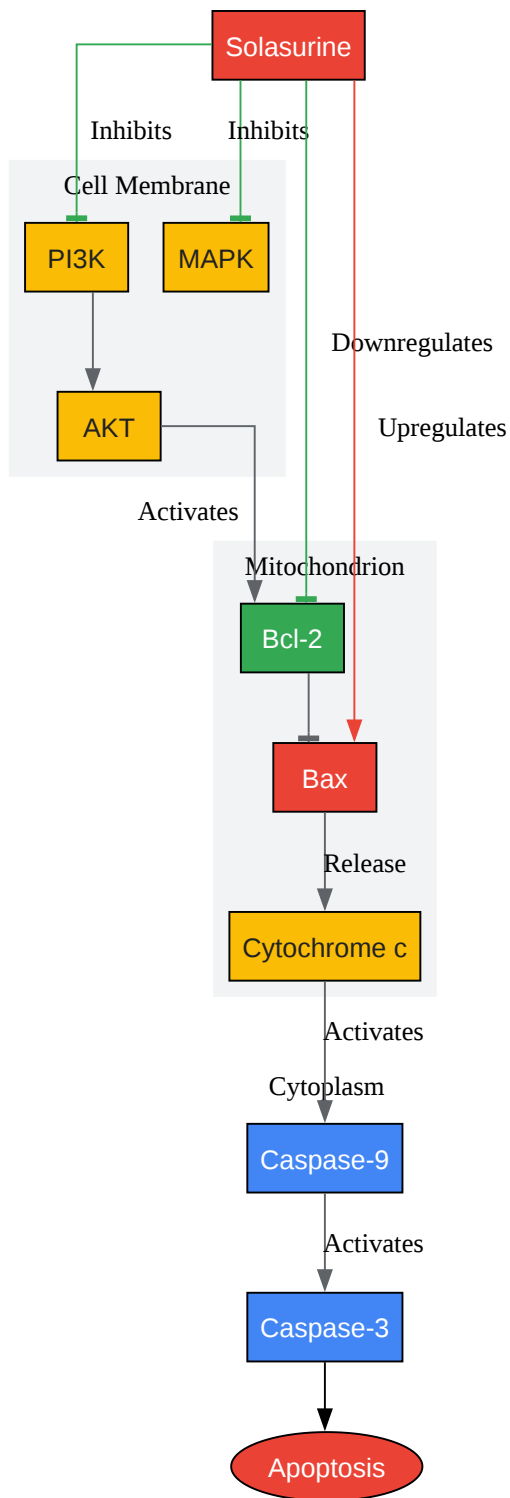 Solasurine
Inhibits
Inhibits
Cell Membrane
PI3K
MAPK
Downregulates
AKT
Upregulates
Activates
Mitochondrion
Bcl-2
Bax
Release
Cytochrome c
Activates
Cytoplasm
Caspase-9
Activates
Caspase-3
Apoptosis